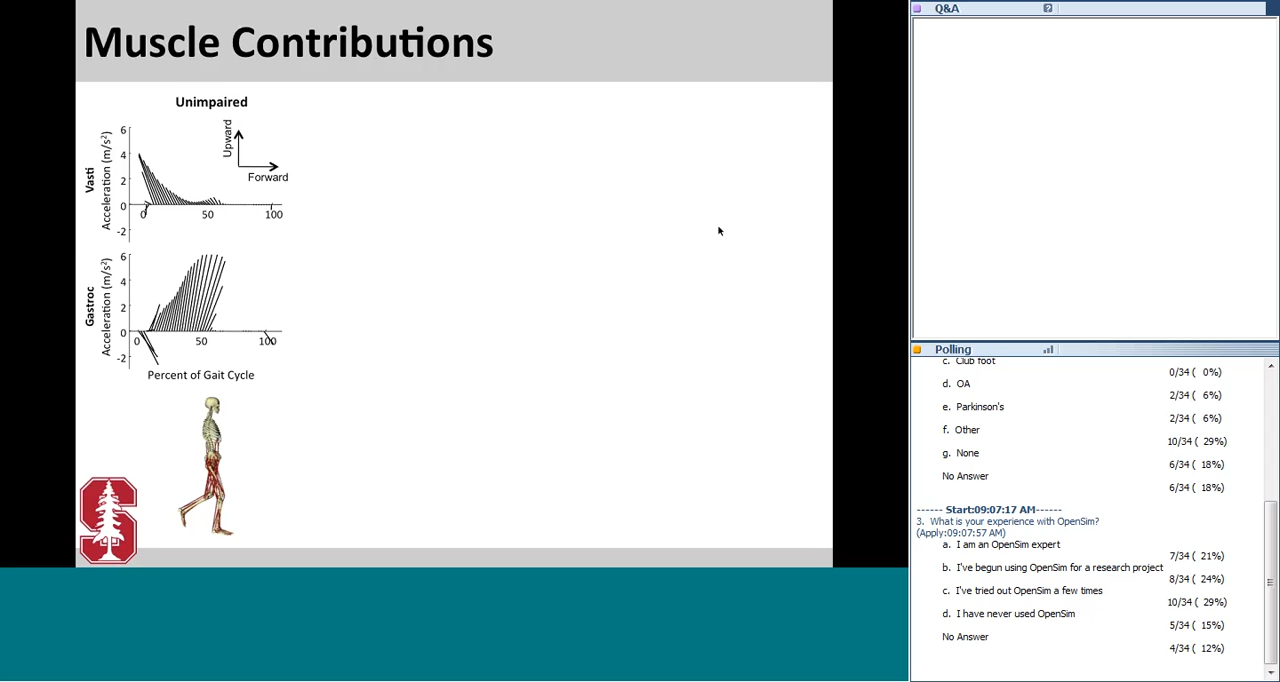 Muscle Contributions
Unimpaired
Vasti
Acceleration (m/s²)
6
4
2
0
-2
0
50
100
Upward
Forward
Gastroc
Acceleration (m/s²)
6
4
2
0
-2
0
50
100
Percent of Gait Cycle
S
Q&A
?
Polling
c. Club foot
0/34 ( 0%)
d. OA
2/34 ( 6%)
e. Parkinson's
2/34 ( 6%)
f. Other
10/34 ( 29%)
g. None
6/34 ( 18%)
No Answer
6/34 ( 18%)
------ Start:09:07:17 AM------
3. What is your experience with OpenSim?
(Apply:09:07:57 AM)
a. I am an OpenSim expert
7/34 ( 21%)
b. I've begun using OpenSim for a research project
8/34 ( 24%)
c. I've tried out OpenSim a few times
10/34 ( 29%)
d. I have never used OpenSim
5/34 ( 15%)
No Answer
4/34 ( 12%)